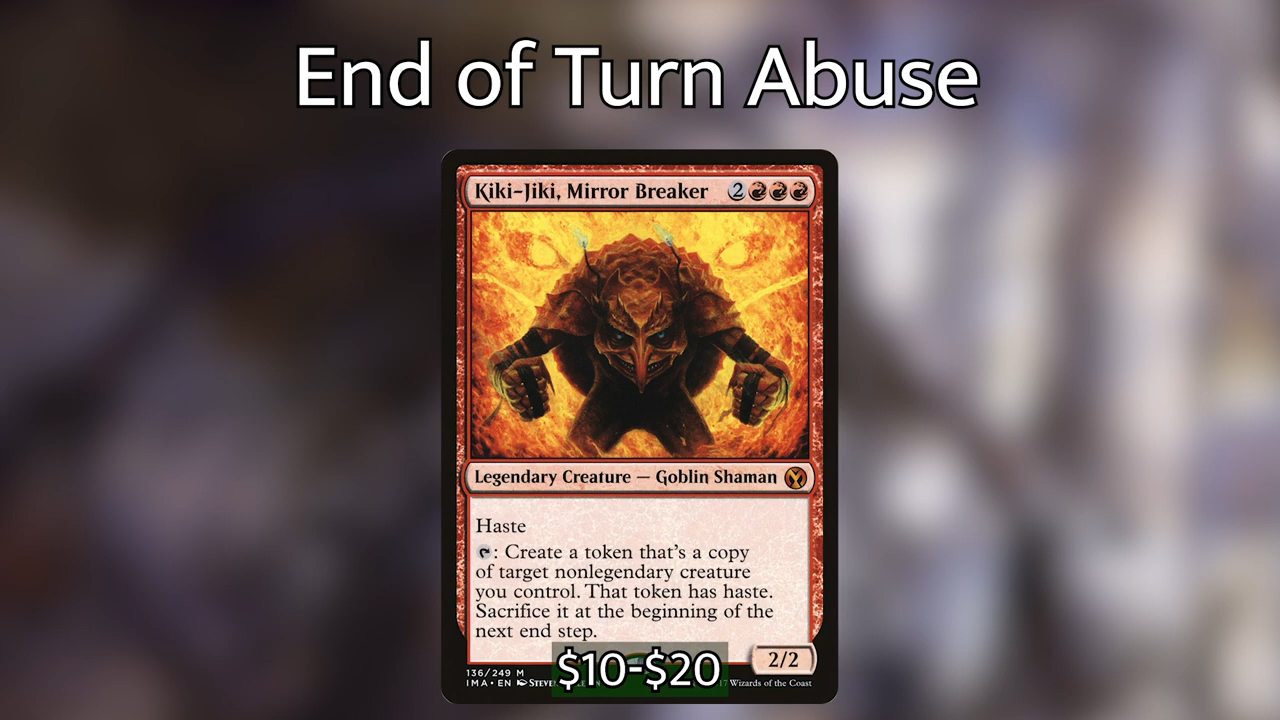 End of Turn Abuse
Kiki-Jiki, Mirror Breaker 2
Legendary Creature — Goblin Shaman
Haste
: Create a token that's a copy
of target nonlegendary creature
you control. That token has haste.
Sacrifice it at the beginning of the
next end step.
$10-$20
2/2
136/249 M
IMA • EN STEVEN
Wizards of the Coast